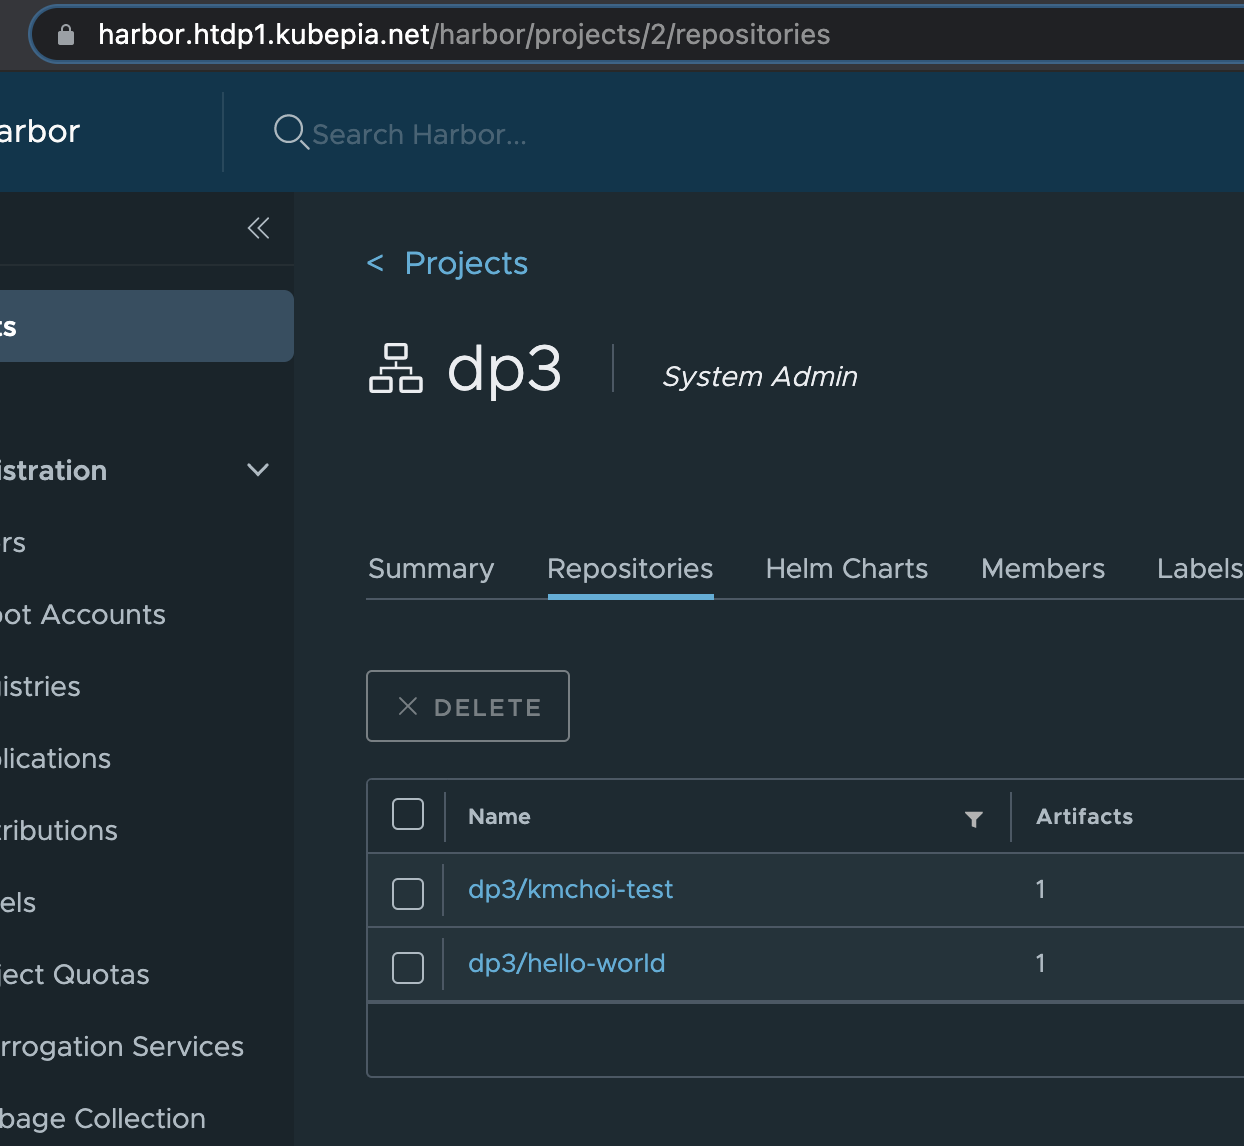 harbor.htdp1.kubepia.net/harbor/projects/2/repositories
arbor
Search Harbor...
< Projects
ts
dp3
System Admin
istration
rs
ot Accounts
istries
lications
ributions
els
ject Quotas
rrogation Services
bage Collection
Summary Repositories Helm Charts Members Labels
DELETE
Name Artifacts
dp3/kmchoi-test 1
dp3/hello-world 1